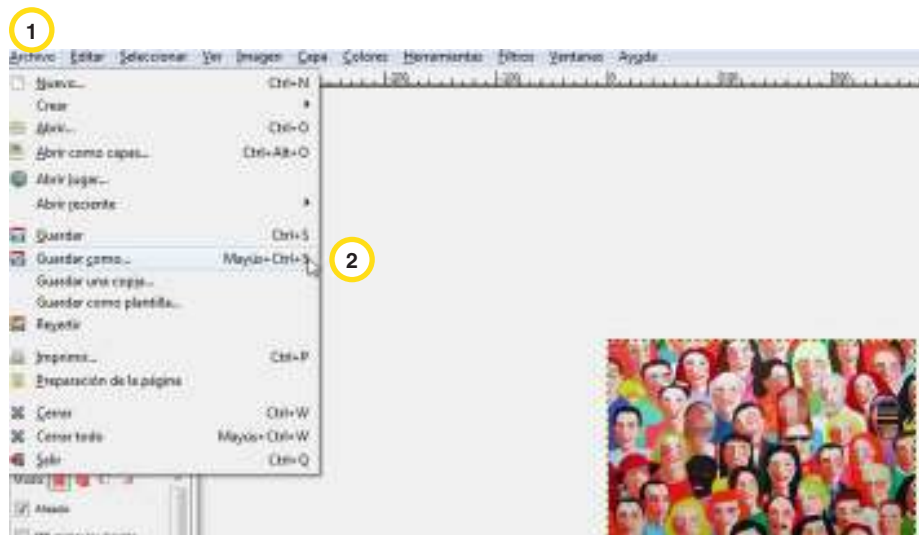 1
Archivo Editar Seleccionar Ver Imagen Capa Colores Herramientas Filtros Ventanas Ayuda
Nuevo... Ctrl+N
Crear
Abrir... Ctrl+O
Abrir como capas... Ctrl+Alt+O
Abrir lugar...
Abrir reciente
Guardar Ctrl+S
Guardar como... Mayús+Ctrl+S 2
Guardar una copia...
Guardar como plantilla...
Revertir
Imprimir... Ctrl+P
Preparación de la página
Cerrar Ctrl+W
Cerrar todo Mayús+Ctrl+W
Salir Ctrl+Q
Modo:
Alisado